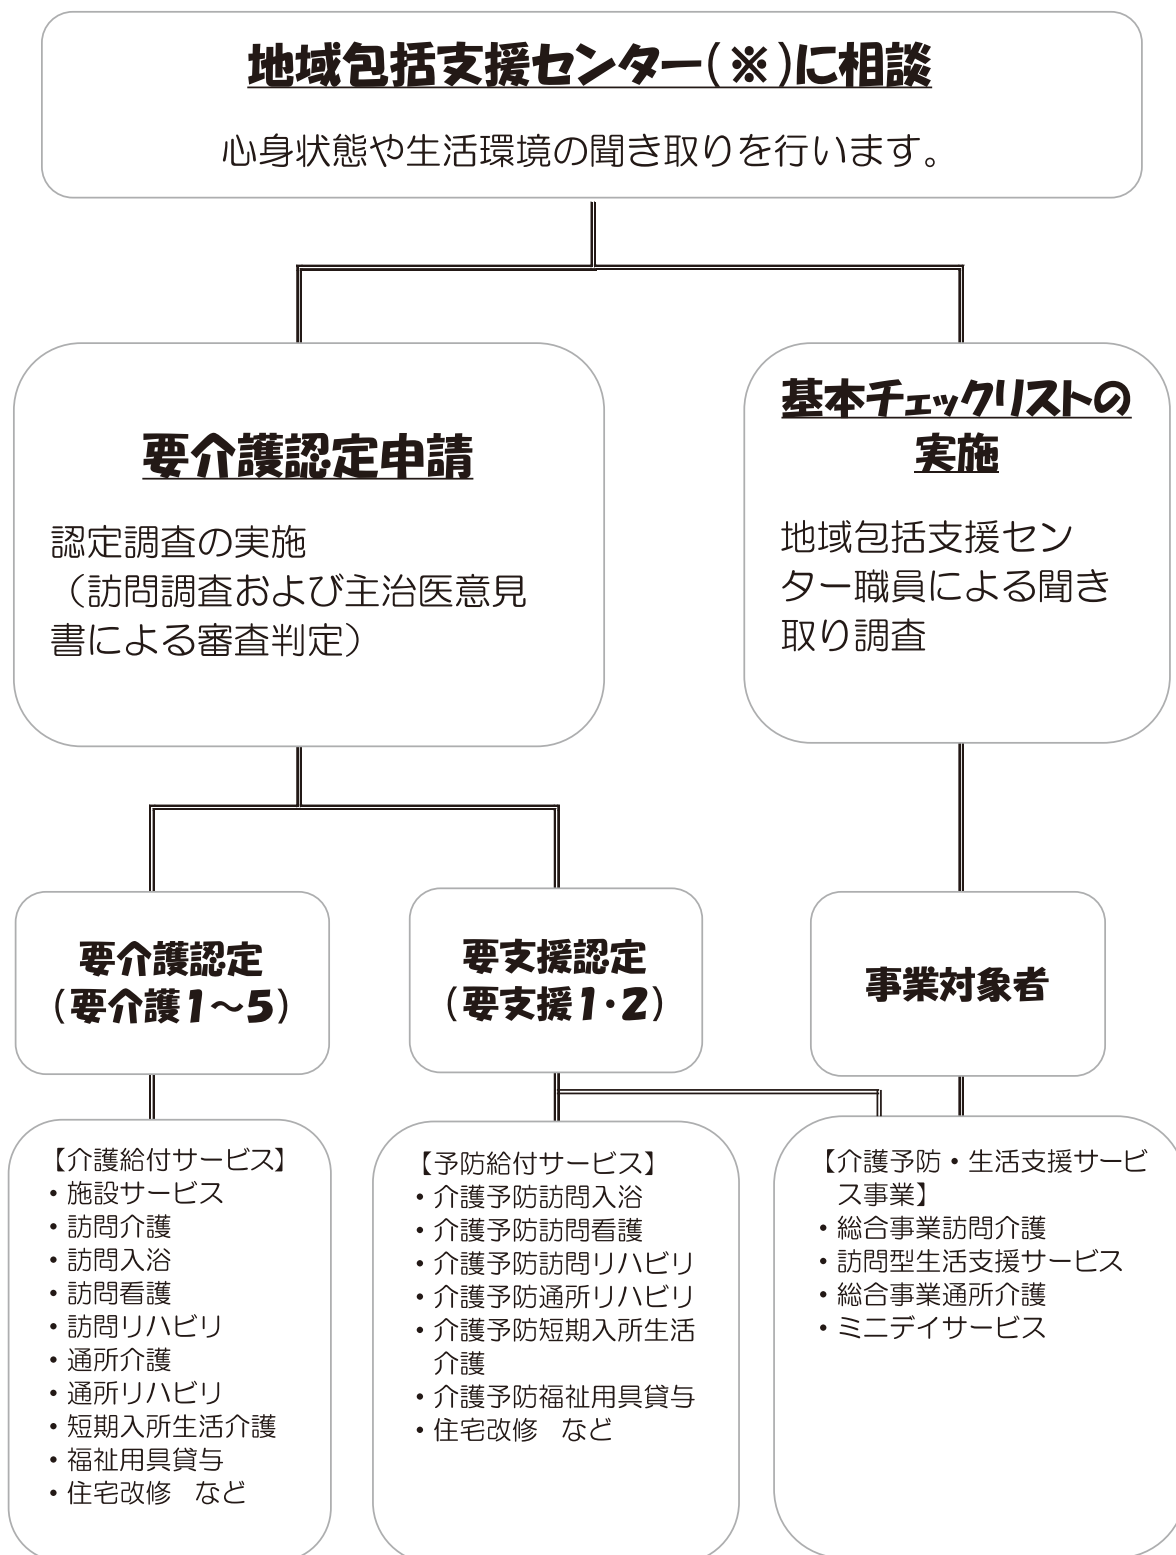 地域包括支援センター(※)に相談
心身状態や生活環境の聞き取りを行います。
要介護認定申請
認定調査の実施
（訪問調査および主治医意見
書による審査判定）
基本チェックリストの
実施
地域包括支援セン
ター職員による聞き
取り調査
要介護認定
（要介護1〜5）
要支援認定
（要支援1・2）
事業対象者
【介護給付サービス】
・施設サービス
・訪問介護
・訪問入浴
・訪問看護
・訪問リハビリ
・通所介護
・通所リハビリ
・短期入所生活介護
・福祉用具貸与
・住宅改修　など
【予防給付サービス】
・介護予防訪問入浴
・介護予防訪問看護
・介護予防訪問リハビリ
・介護予防通所リハビリ
・介護予防短期入所生活
介護
・介護予防福祉用具貸与
・住宅改修　など
【介護予防・生活支援サービ
ス事業】
・総合事業訪問介護
・訪問型生活支援サービス
・総合事業通所介護
・ミニデイサービス